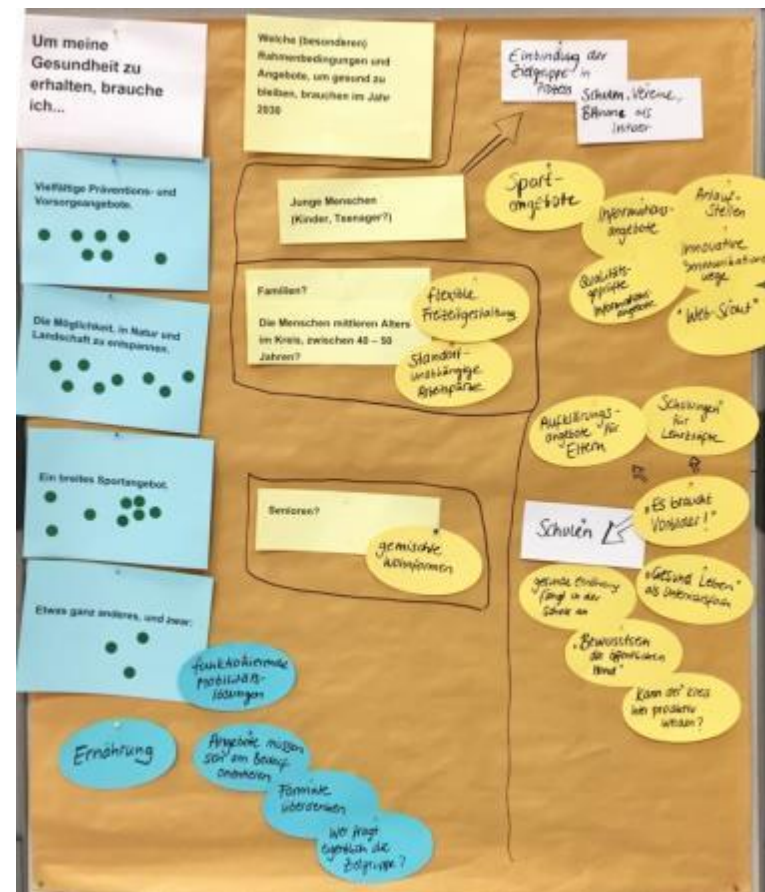 Um meine
Gesundheit zu
erhalten, brauche
ich...
Vielfältige Präventions- und
Vorsorgeangebote.
Die Möglichkeit, in Natur und
Landschaft zu entspannen.
Ein breites Sportangebot.
Etwas ganz anderes, und zwar:
funktionierende
Mobilitäts-
lösungen
Ernährung
Angebote müssen
sich am Bedarf
orientieren
Formate
überdenken
Wer fragt
eigentlich die
Zielgruppe?
Welche (besonderen)
Rahmenbedingungen und
Angebote, um gesund zu
bleiben, brauchen im Jahr
2030
Junge Menschen
(Kinder, Teenager?)
Familien?
Die Menschen mittleren Alters
im Kreis, zwischen 40 – 50
Jahren?
flexible
Freizeitgestaltung
Standort-
unabhängige
Arbeitsplätze
Senioren?
gemischte
Wohnformen
Einbindung der
Zielgruppe in
Prozess
Schulen, Vereine,
als
Sport-
angebote
Informations-
angebote
Anlauf-
Stellen
Innovative
Kommunikations
wege
Qualitäts-
geprüfte
Informations-
angebote
"Web-Scout"
Aufklärungs-
angebote für
Eltern
Schulungen
für
Lehrkräfte
"Es braucht
Vorbilder!"
Schulen
gesunde Ernährung
fängt in der
Schule an
"Gesund Leben"
als Unterrichtsfach
"Bewusstsein
der öffentlichen
Hand"
Kann der Kreis
hier produktiv
werden?